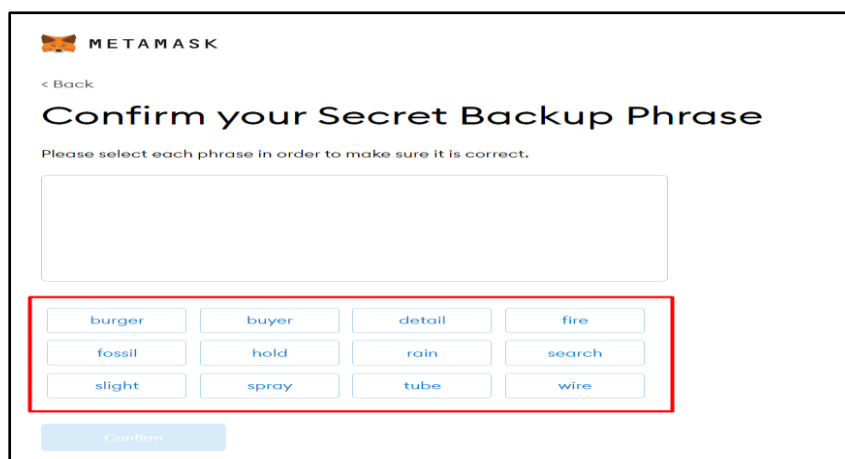 METAMASK
< Back
Confirm your Secret Backup Phrase
Please select each phrase in order to make sure it is correct.
burger buyer detail fire
fossil hold rain search
slight spray tube wire
Confirm